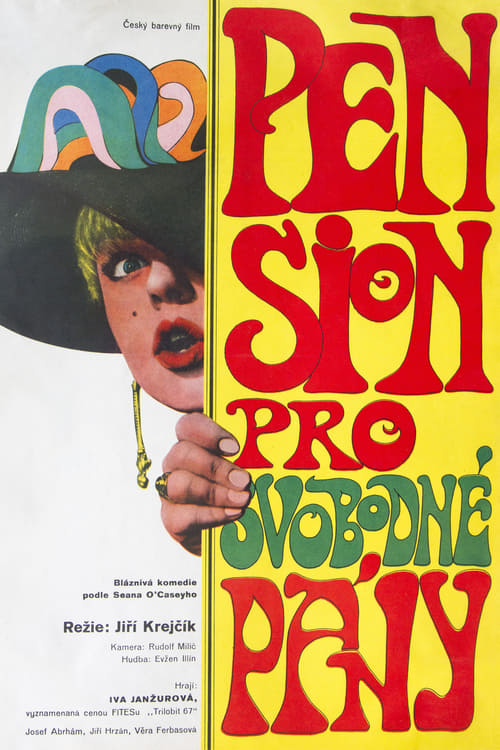 Český barevný film
PEN
SION
PRO
SVOBODNÉ
PÁNY
Bláznivá komedie
podle Seana O'Caseyho
Režie: Jiří Krejčík
Kamera: Rudolf Milič
Hudba: Evžen Illín
Hrají:
IVA JANŽUROVÁ,
vyznamenaná cenou FITESu „Trilobit 67"
Josef Abrhám, Jiří Hrzán, Věra Ferbasová